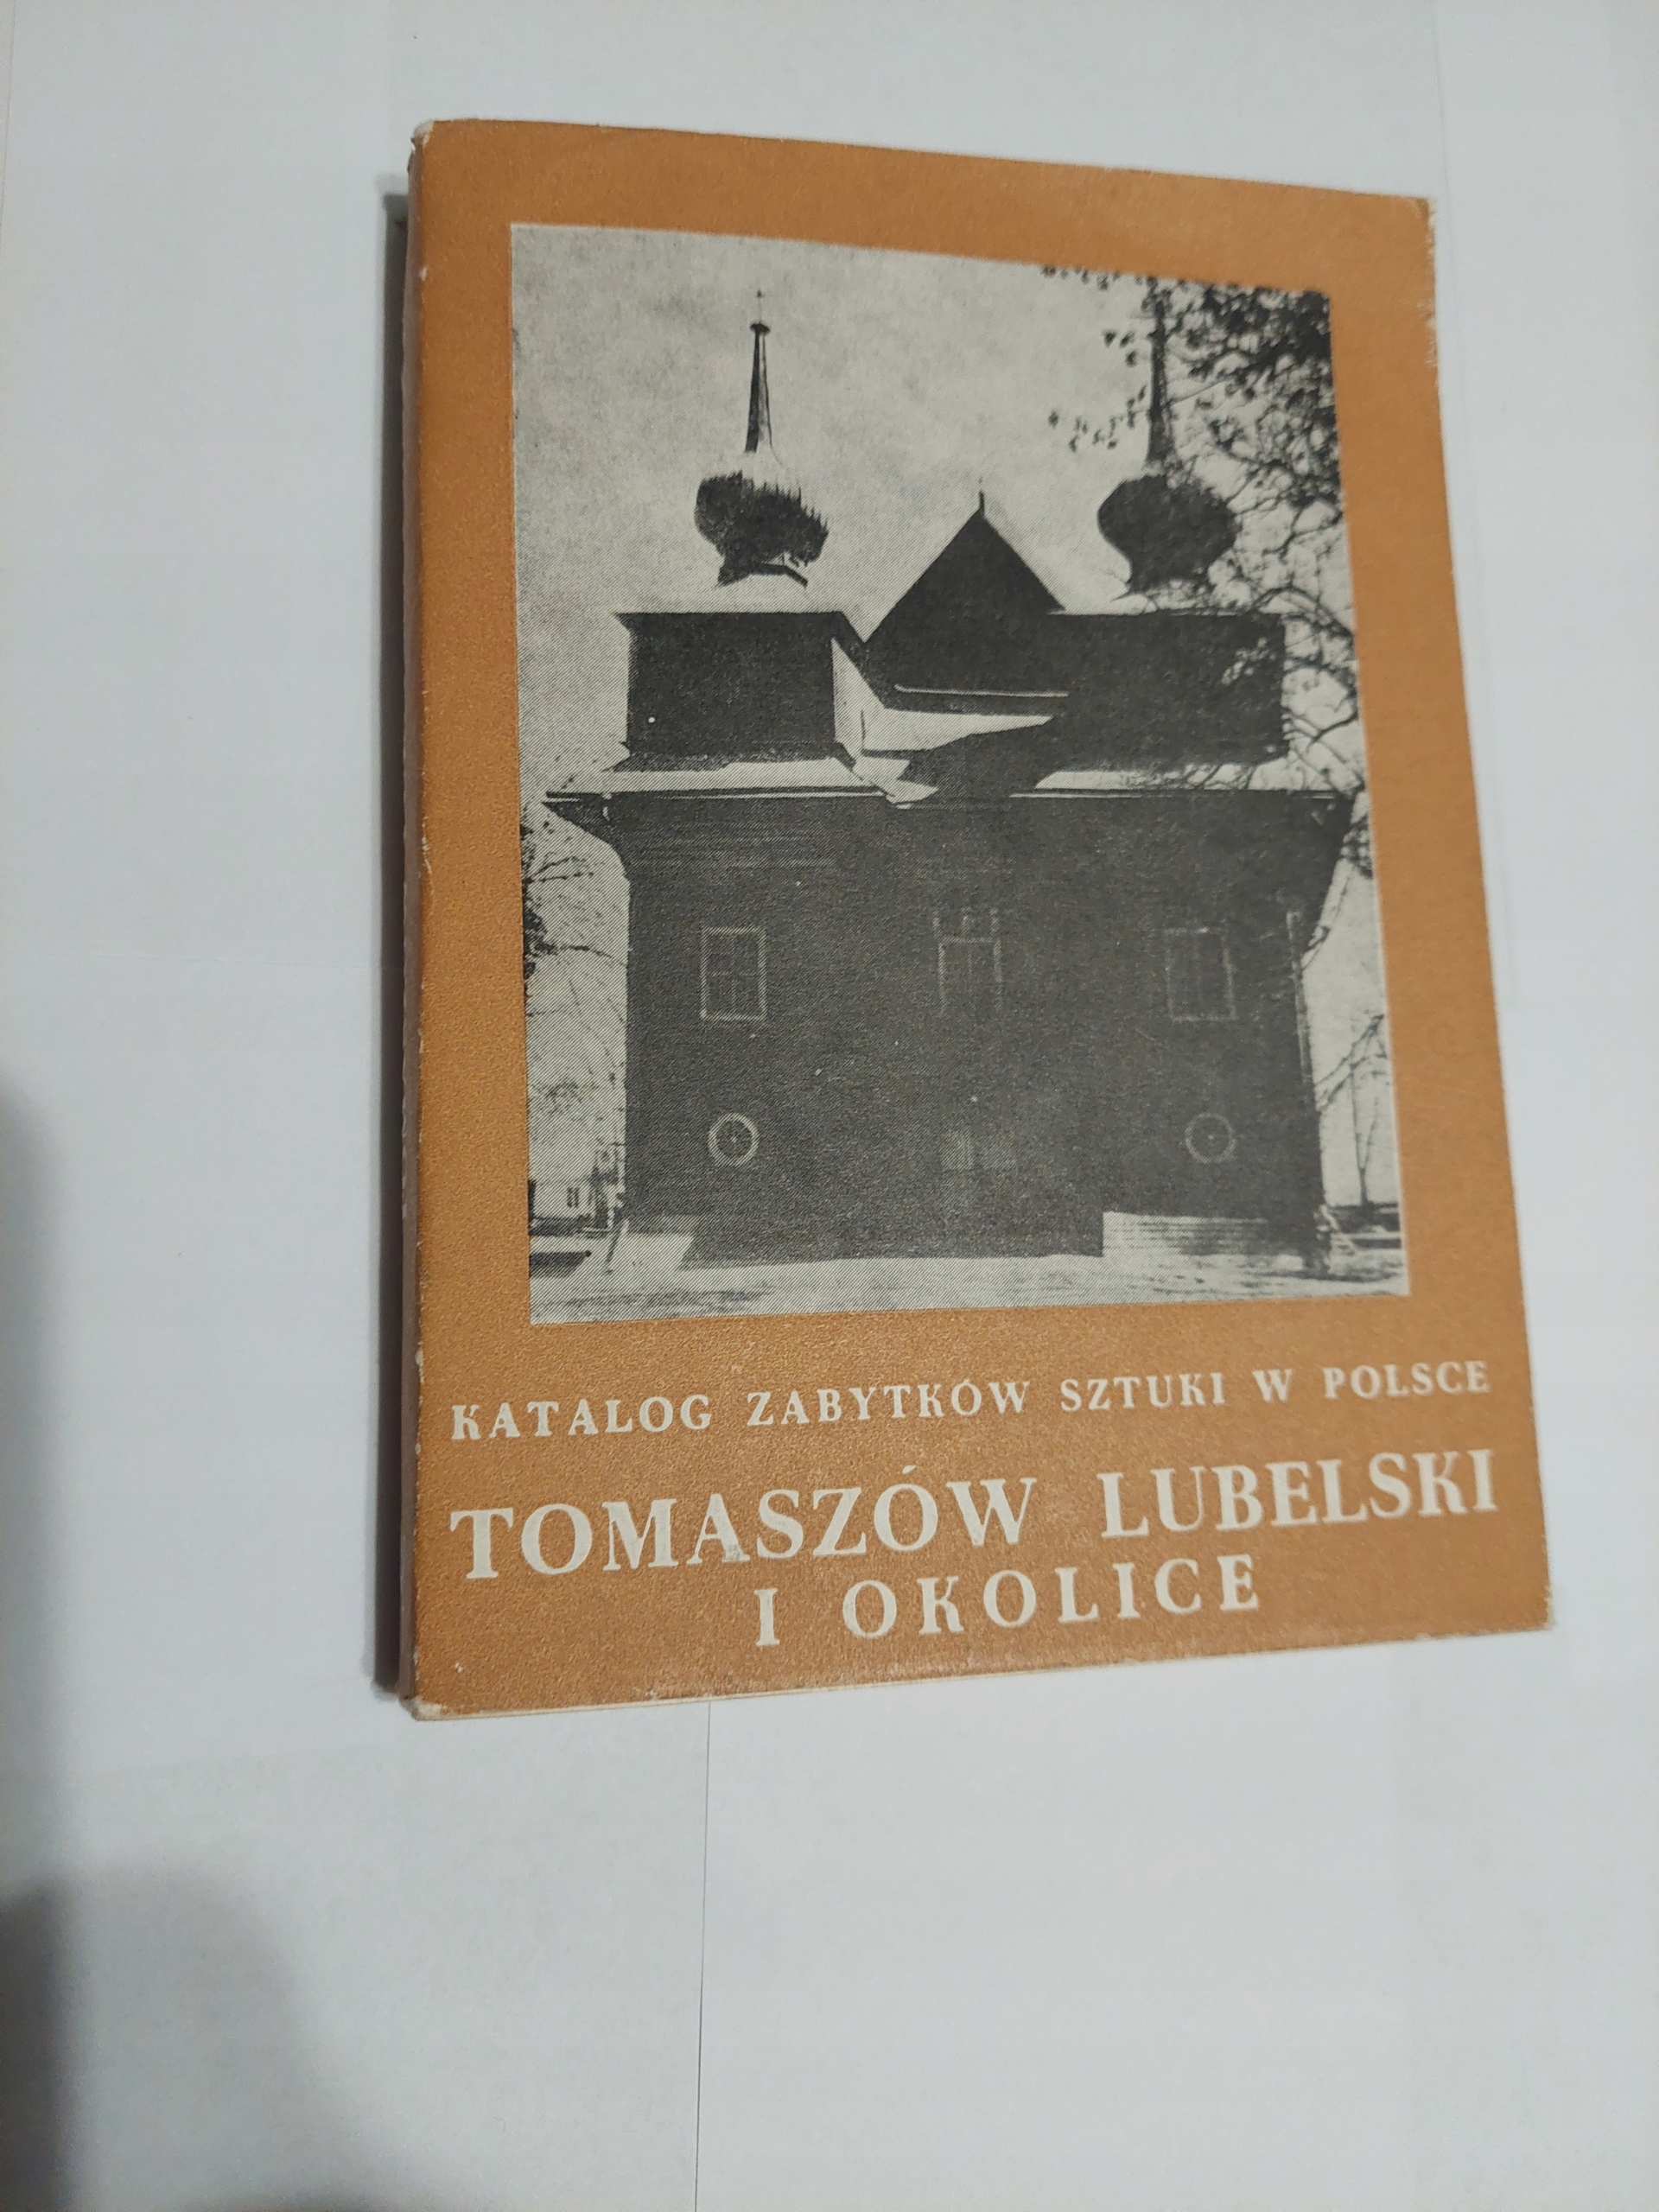 KATALOG ZABYTKÓW SZTUKI W POLSCE
TOMASZÓW LUBELSKI
I OKOLICE